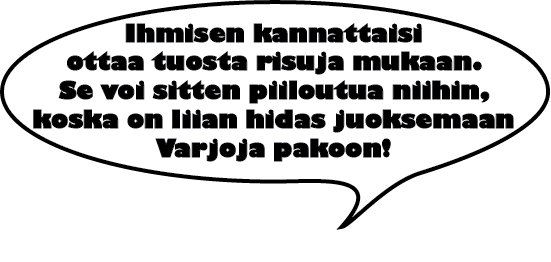 Ihmisen kannattaisi
ottaa tuosta risuja mukaan.
Se voi sitten piiloutua niihin,
koska on liian hidas juoksemaan
Varjoja pakoon!